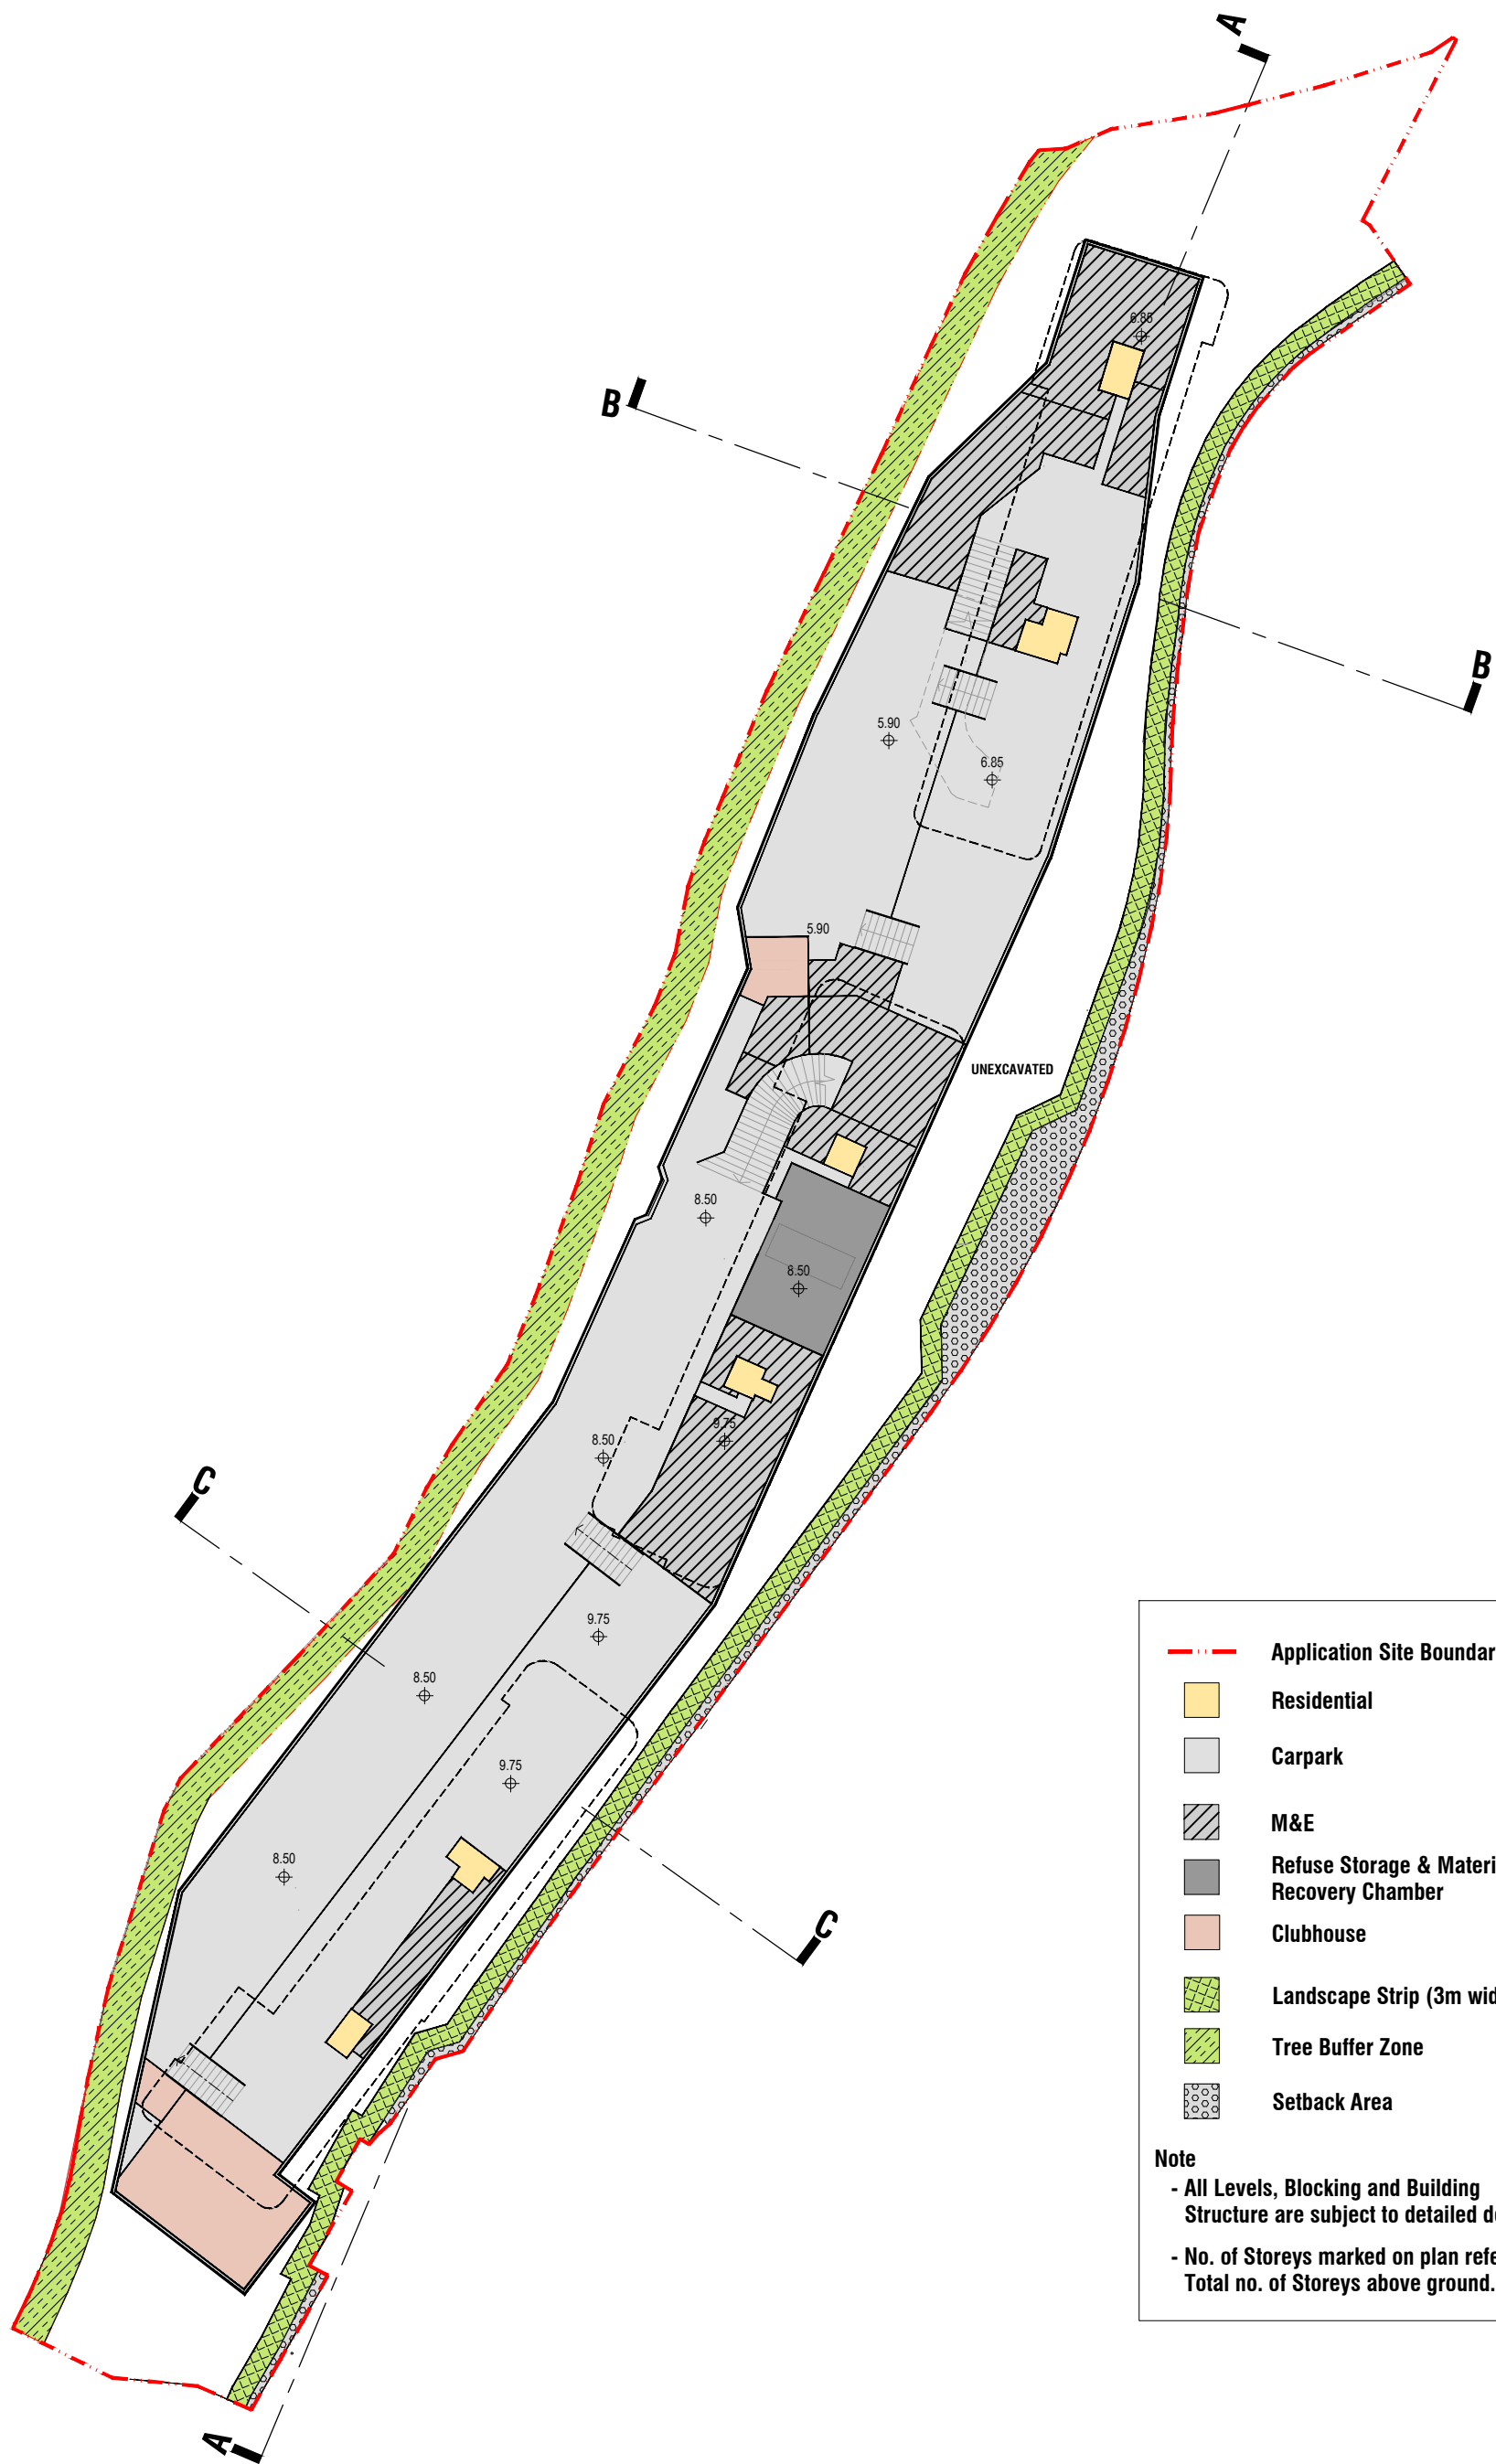 A
6.85
B
B
5.90
6.85
5.90
UNEXCAVATED
8.50
8.50
9.75
8.50
C
9.75
8.50
9.75
8.50
C
A
Application Site Boundar
Residential
Carpark
M&E
Refuse Storage & Materi
Recovery Chamber
Clubhouse
Landscape Strip (3m wid
Tree Buffer Zone
Setback Area
Note
- All Levels, Blocking and Building
Structure are subject to detailed d
- No. of Storeys marked on plan refe
Total no. of Storeys above ground.